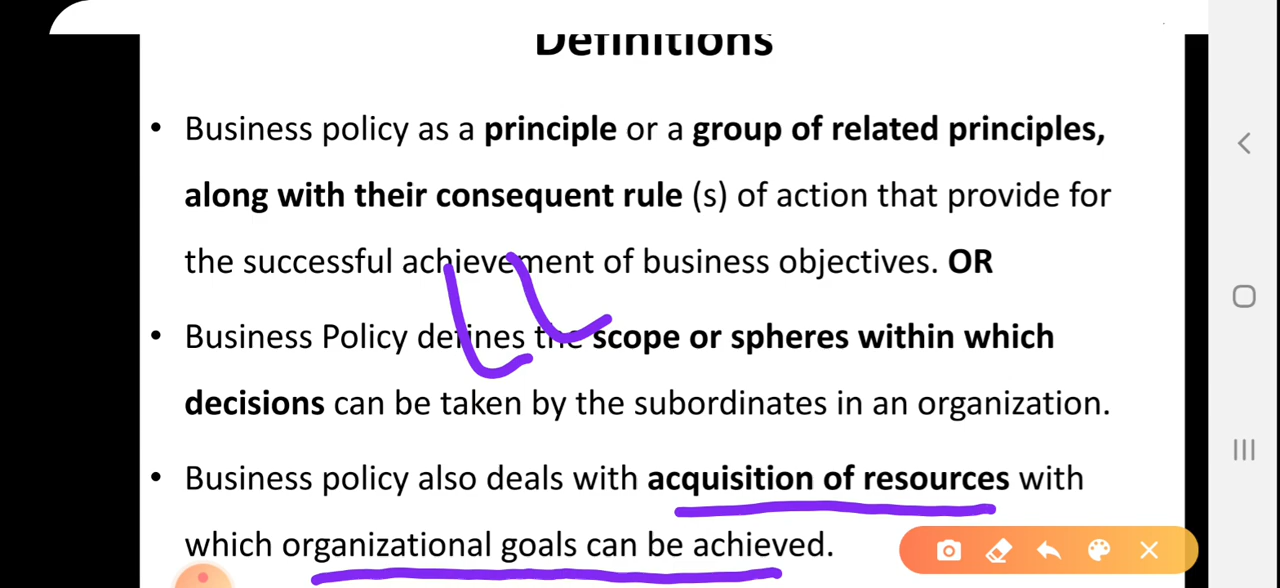 Definitions
• Business policy as a principle or a group of related principles,
along with their consequent rule (s) of action that provide for
the successful achievement of business objectives. OR
• Business Policy defines the scope or spheres within which
decisions can be taken by the subordinates in an organization.
• Business policy also deals with acquisition of resources with
which organizational goals can be achieved.